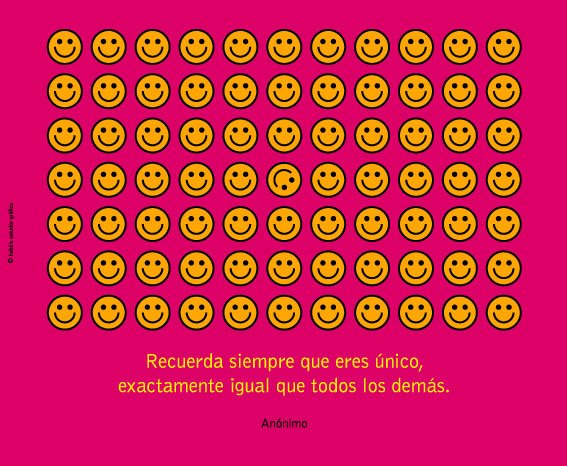 Recuerda siempre que eres único,
exactamente igual que todos los demás.
Anónimo